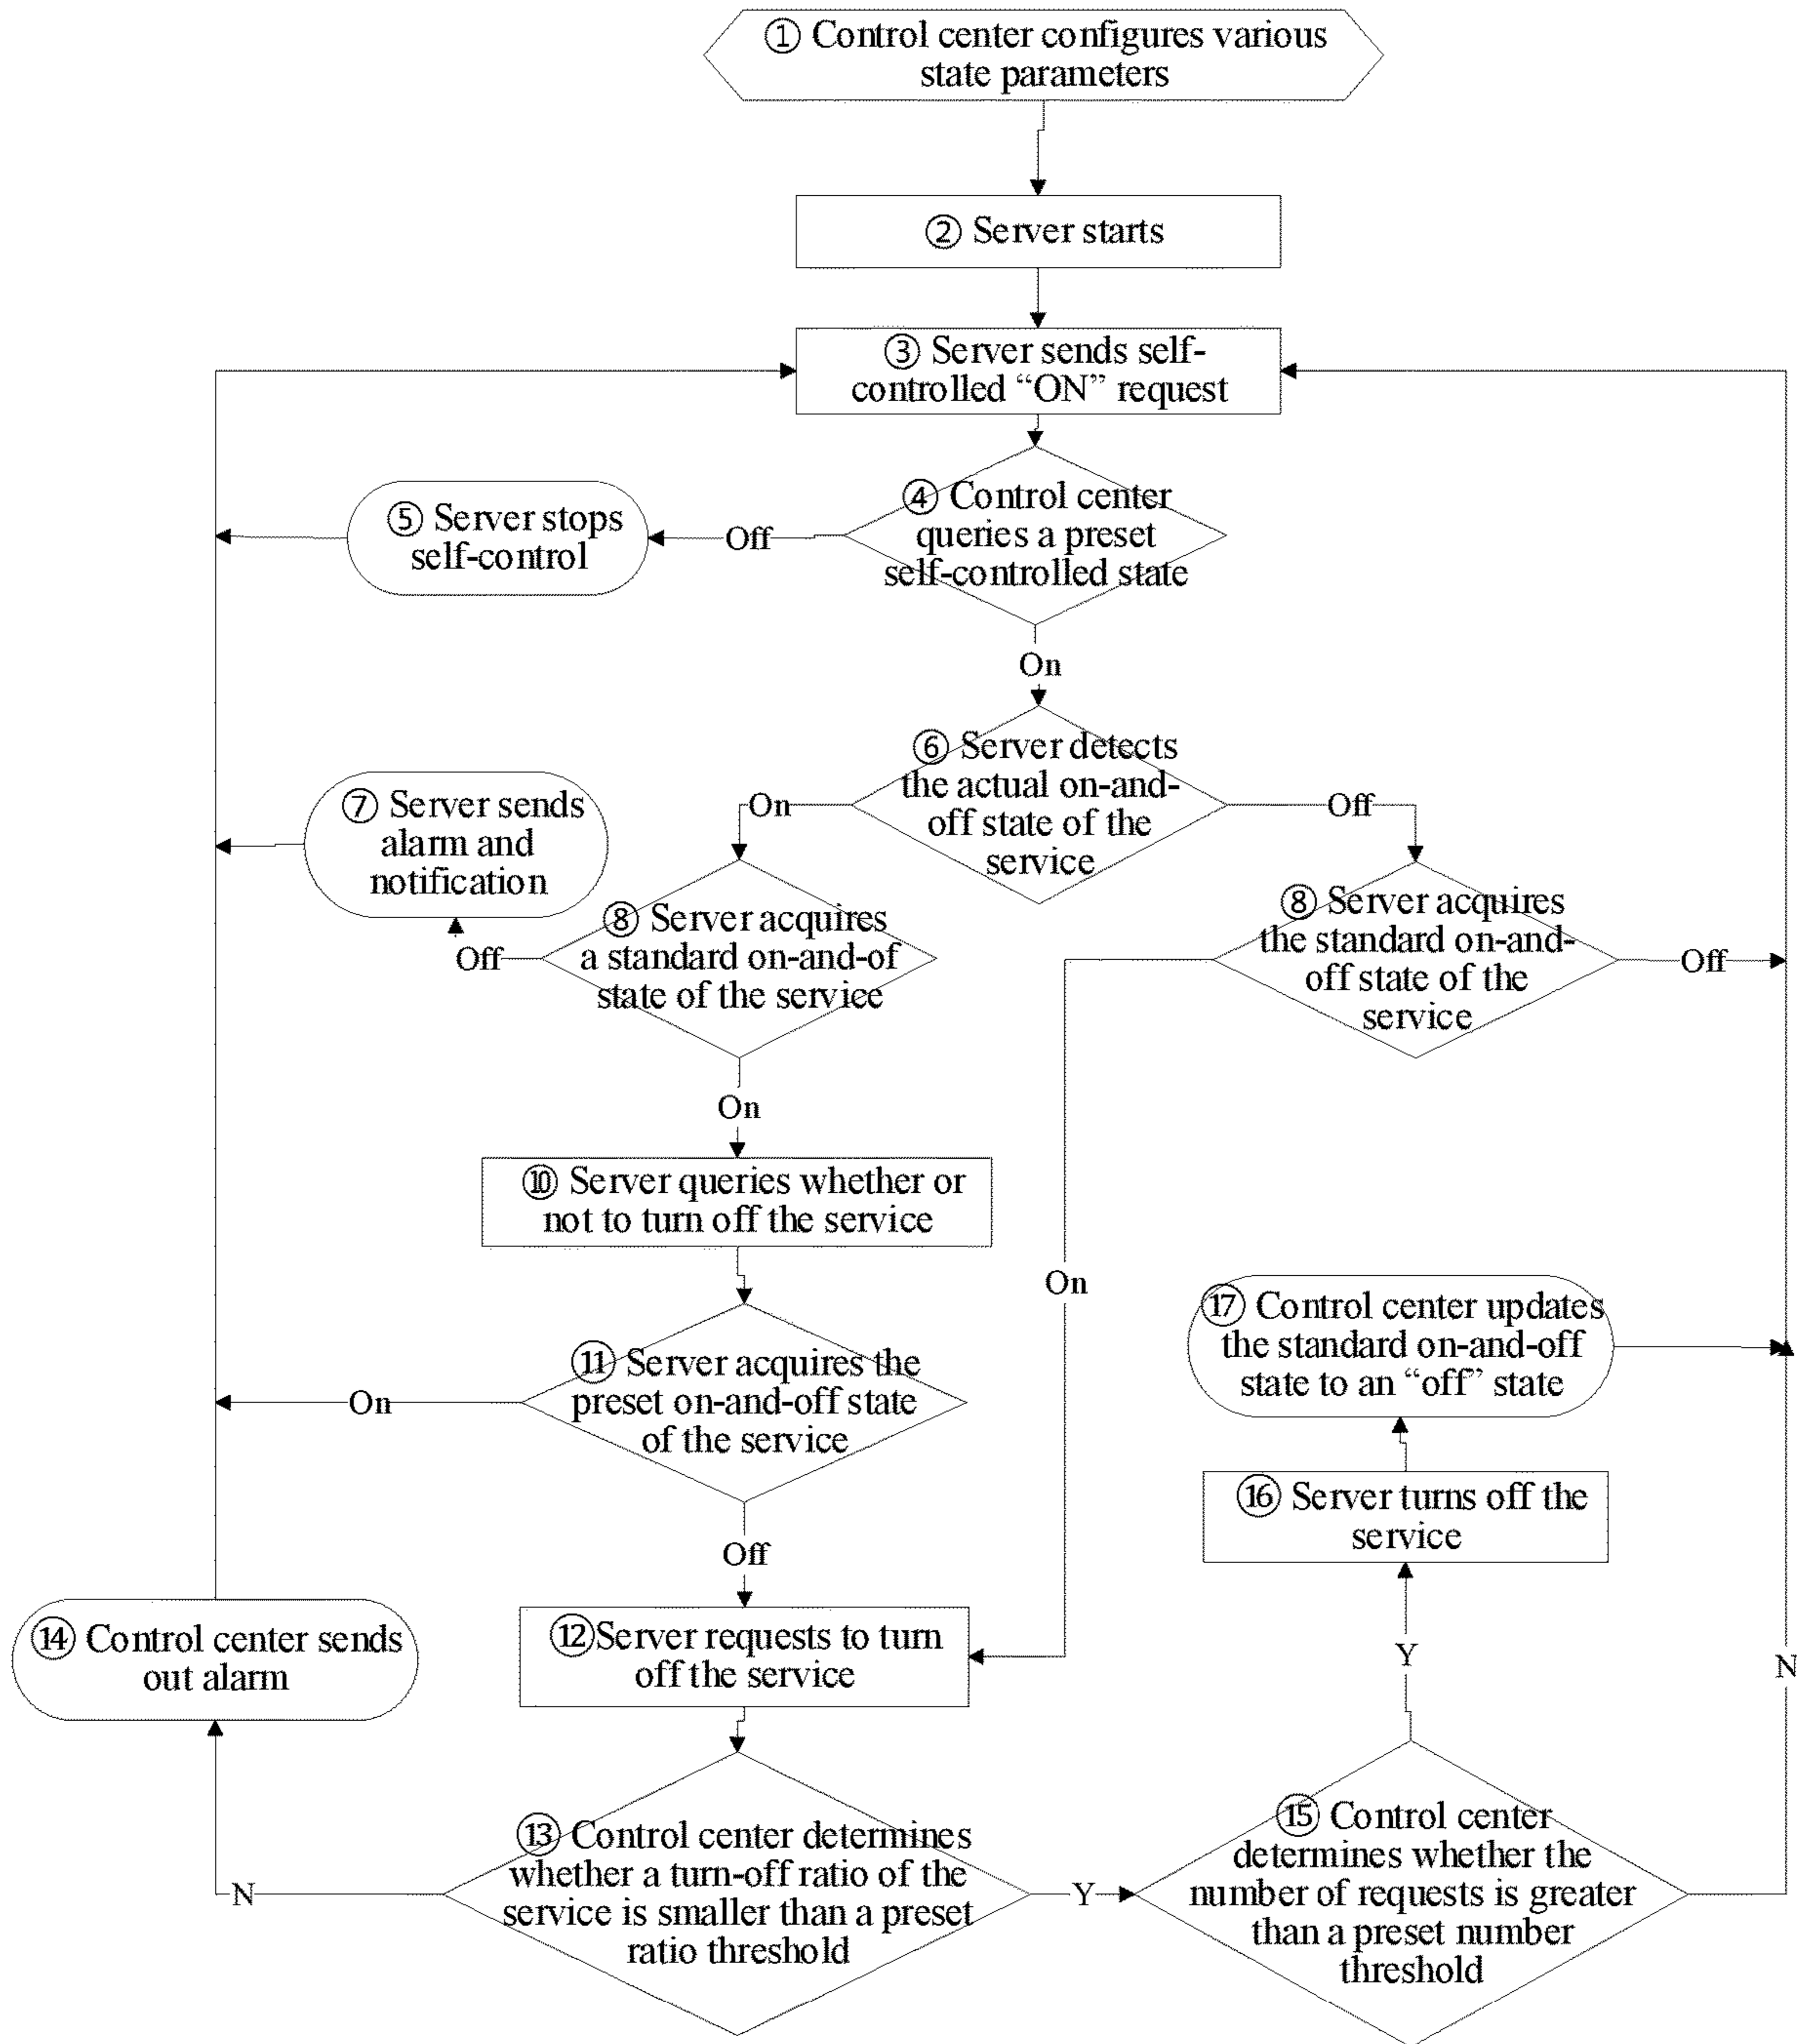 ① Control center configures various
state parameters
② Server starts
③ Server sends self-
controlled “ON” request
④ Control center
queries a preset
self-controlled state
Off
⑤ Server stops
self-control
On
⑥ Server detects
the actual on-and-
off state of the
service
On
Off
⑦ Server sends
alarm and
notification
⑧ Server acquires
a standard on-and-of
state of the service
Off
⑧ Server acquires
the standard on-and-
off state of the
service
Off
On
⑩ Server queries whether or
not to turn off the service
On
⑪ Server acquires the
preset on-and-off state
of the service
On
⑰ Control center updates
the standard on-and-off
state to an “off” state
⑯ Server turns off the
service
Off
⑭ Control center sends
out alarm
⑫Server requests to turn
off the service
Y
N
⑬ Control center determines
whether a turn-off ratio of the
service is smaller than a preset
ratio threshold
N
Y
⑮ Control center
determines whether the
number of requests is greater
than a preset number
threshold